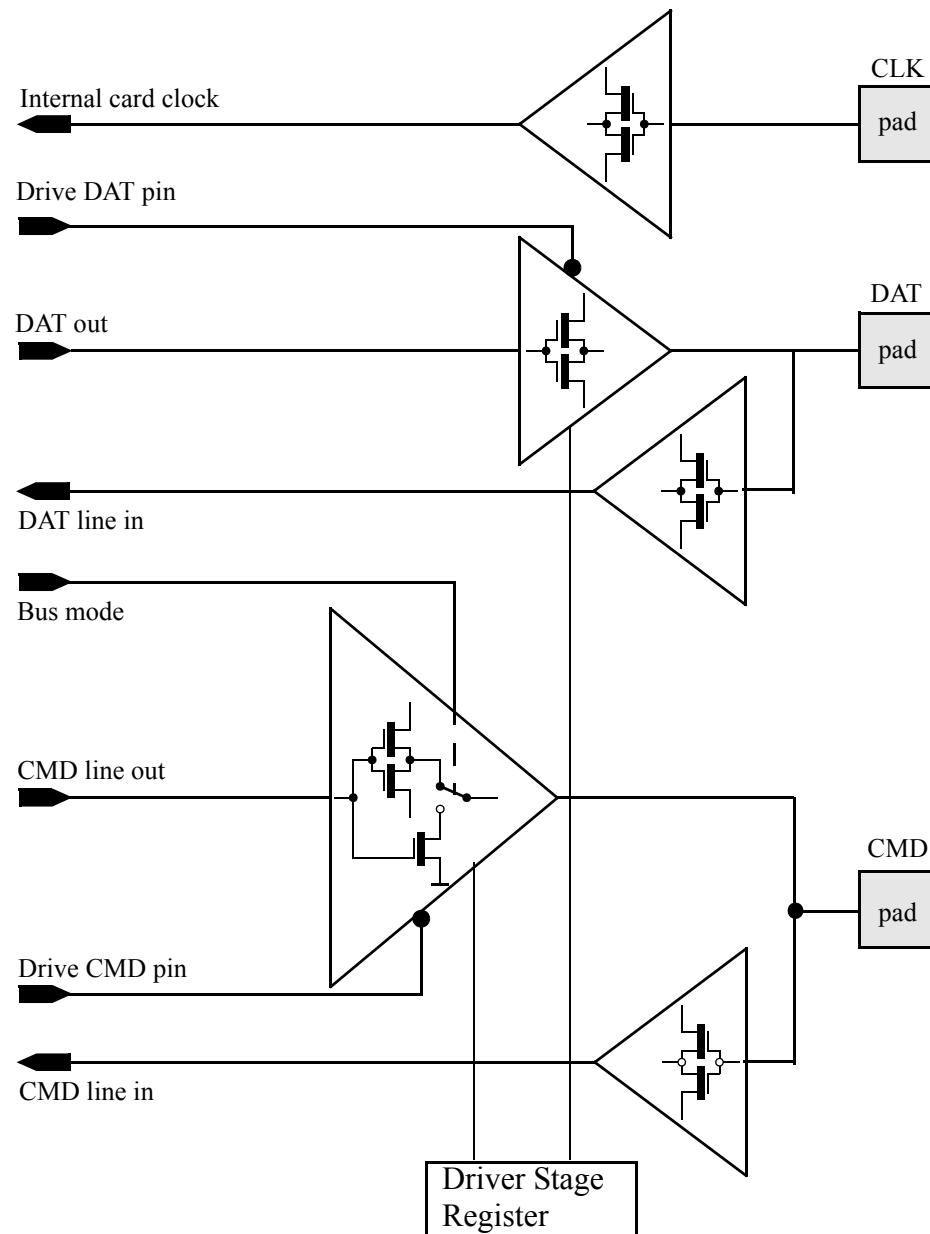 CLK
Internal card clock
pad
Drive DAT pin
DAT
DAT out
pad
DAT line in
Bus mode
CMD line out
CMD
pad
Drive CMD pin
CMD line in
Driver Stage
Register